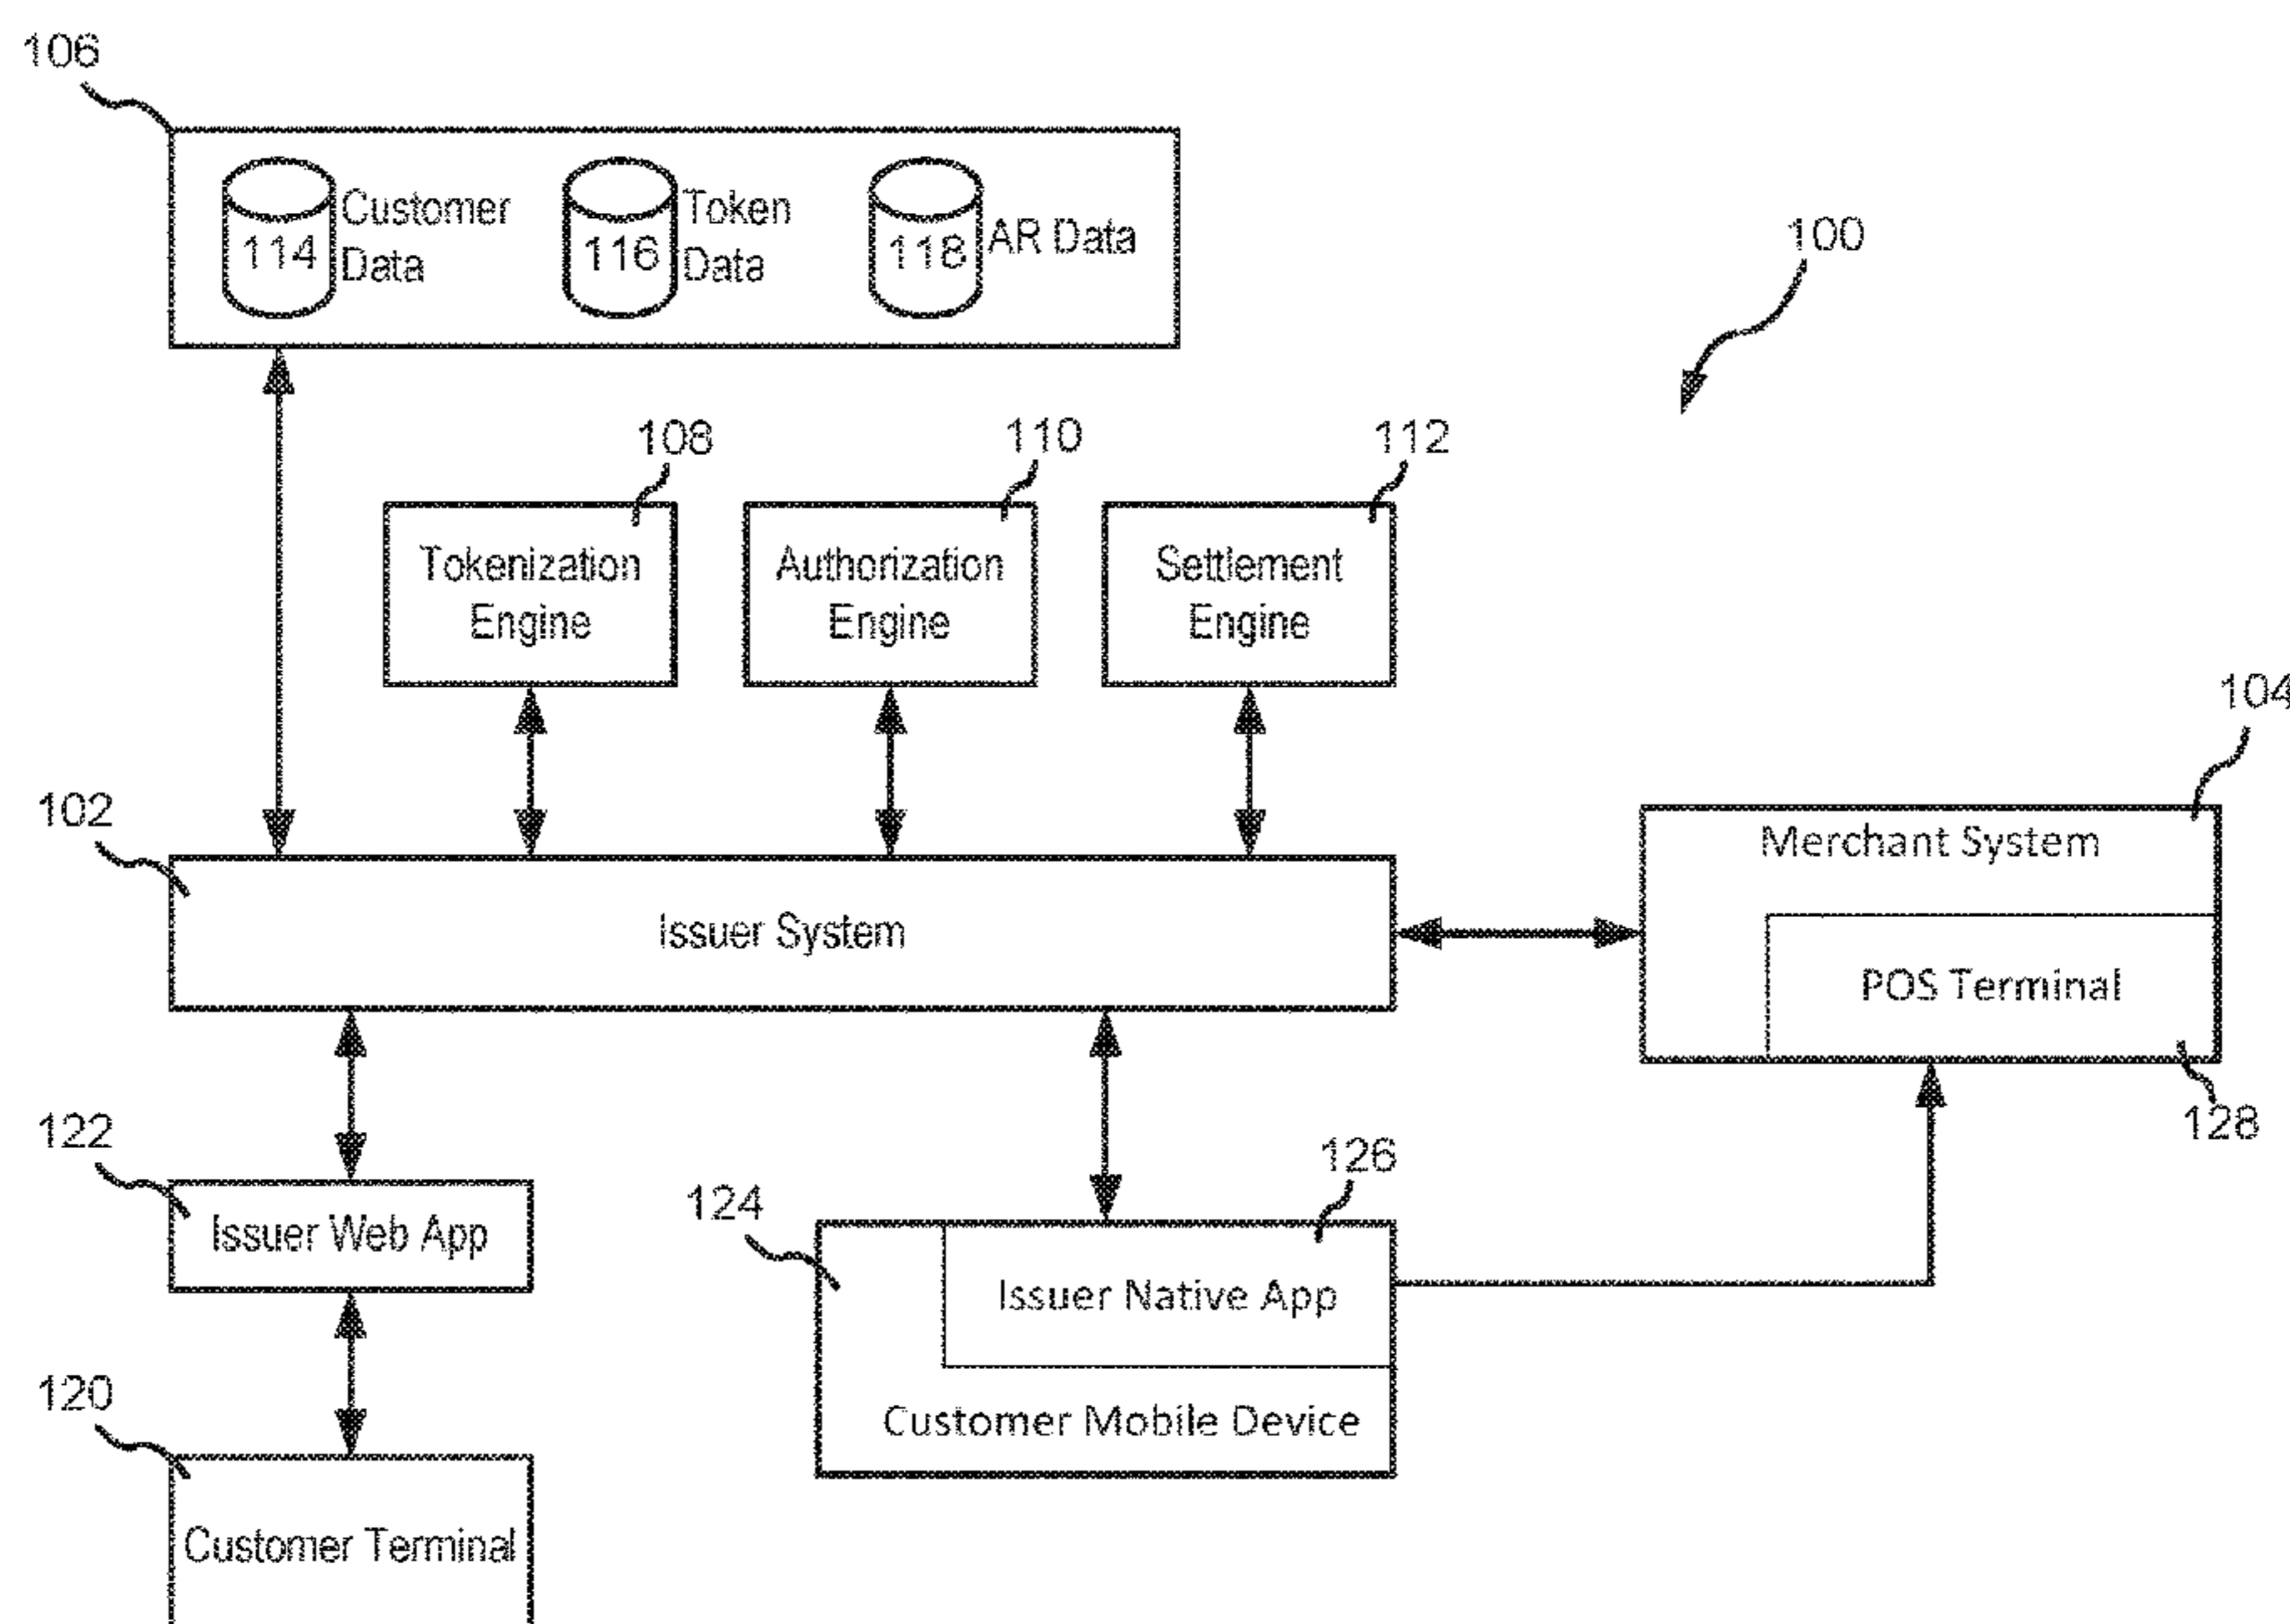 106
Customer
Data
114
Token
Data
116
AR Data
118
100
108
110
112
Tokenization
Engine
Authorization
Engine
Settlement
Engine
104
102
Merchant System
Issuer System
POS Terminal
128
122
126
124
Issuer Web App
Issuer Native App
120
Customer Mobile Device
Customer Terminal